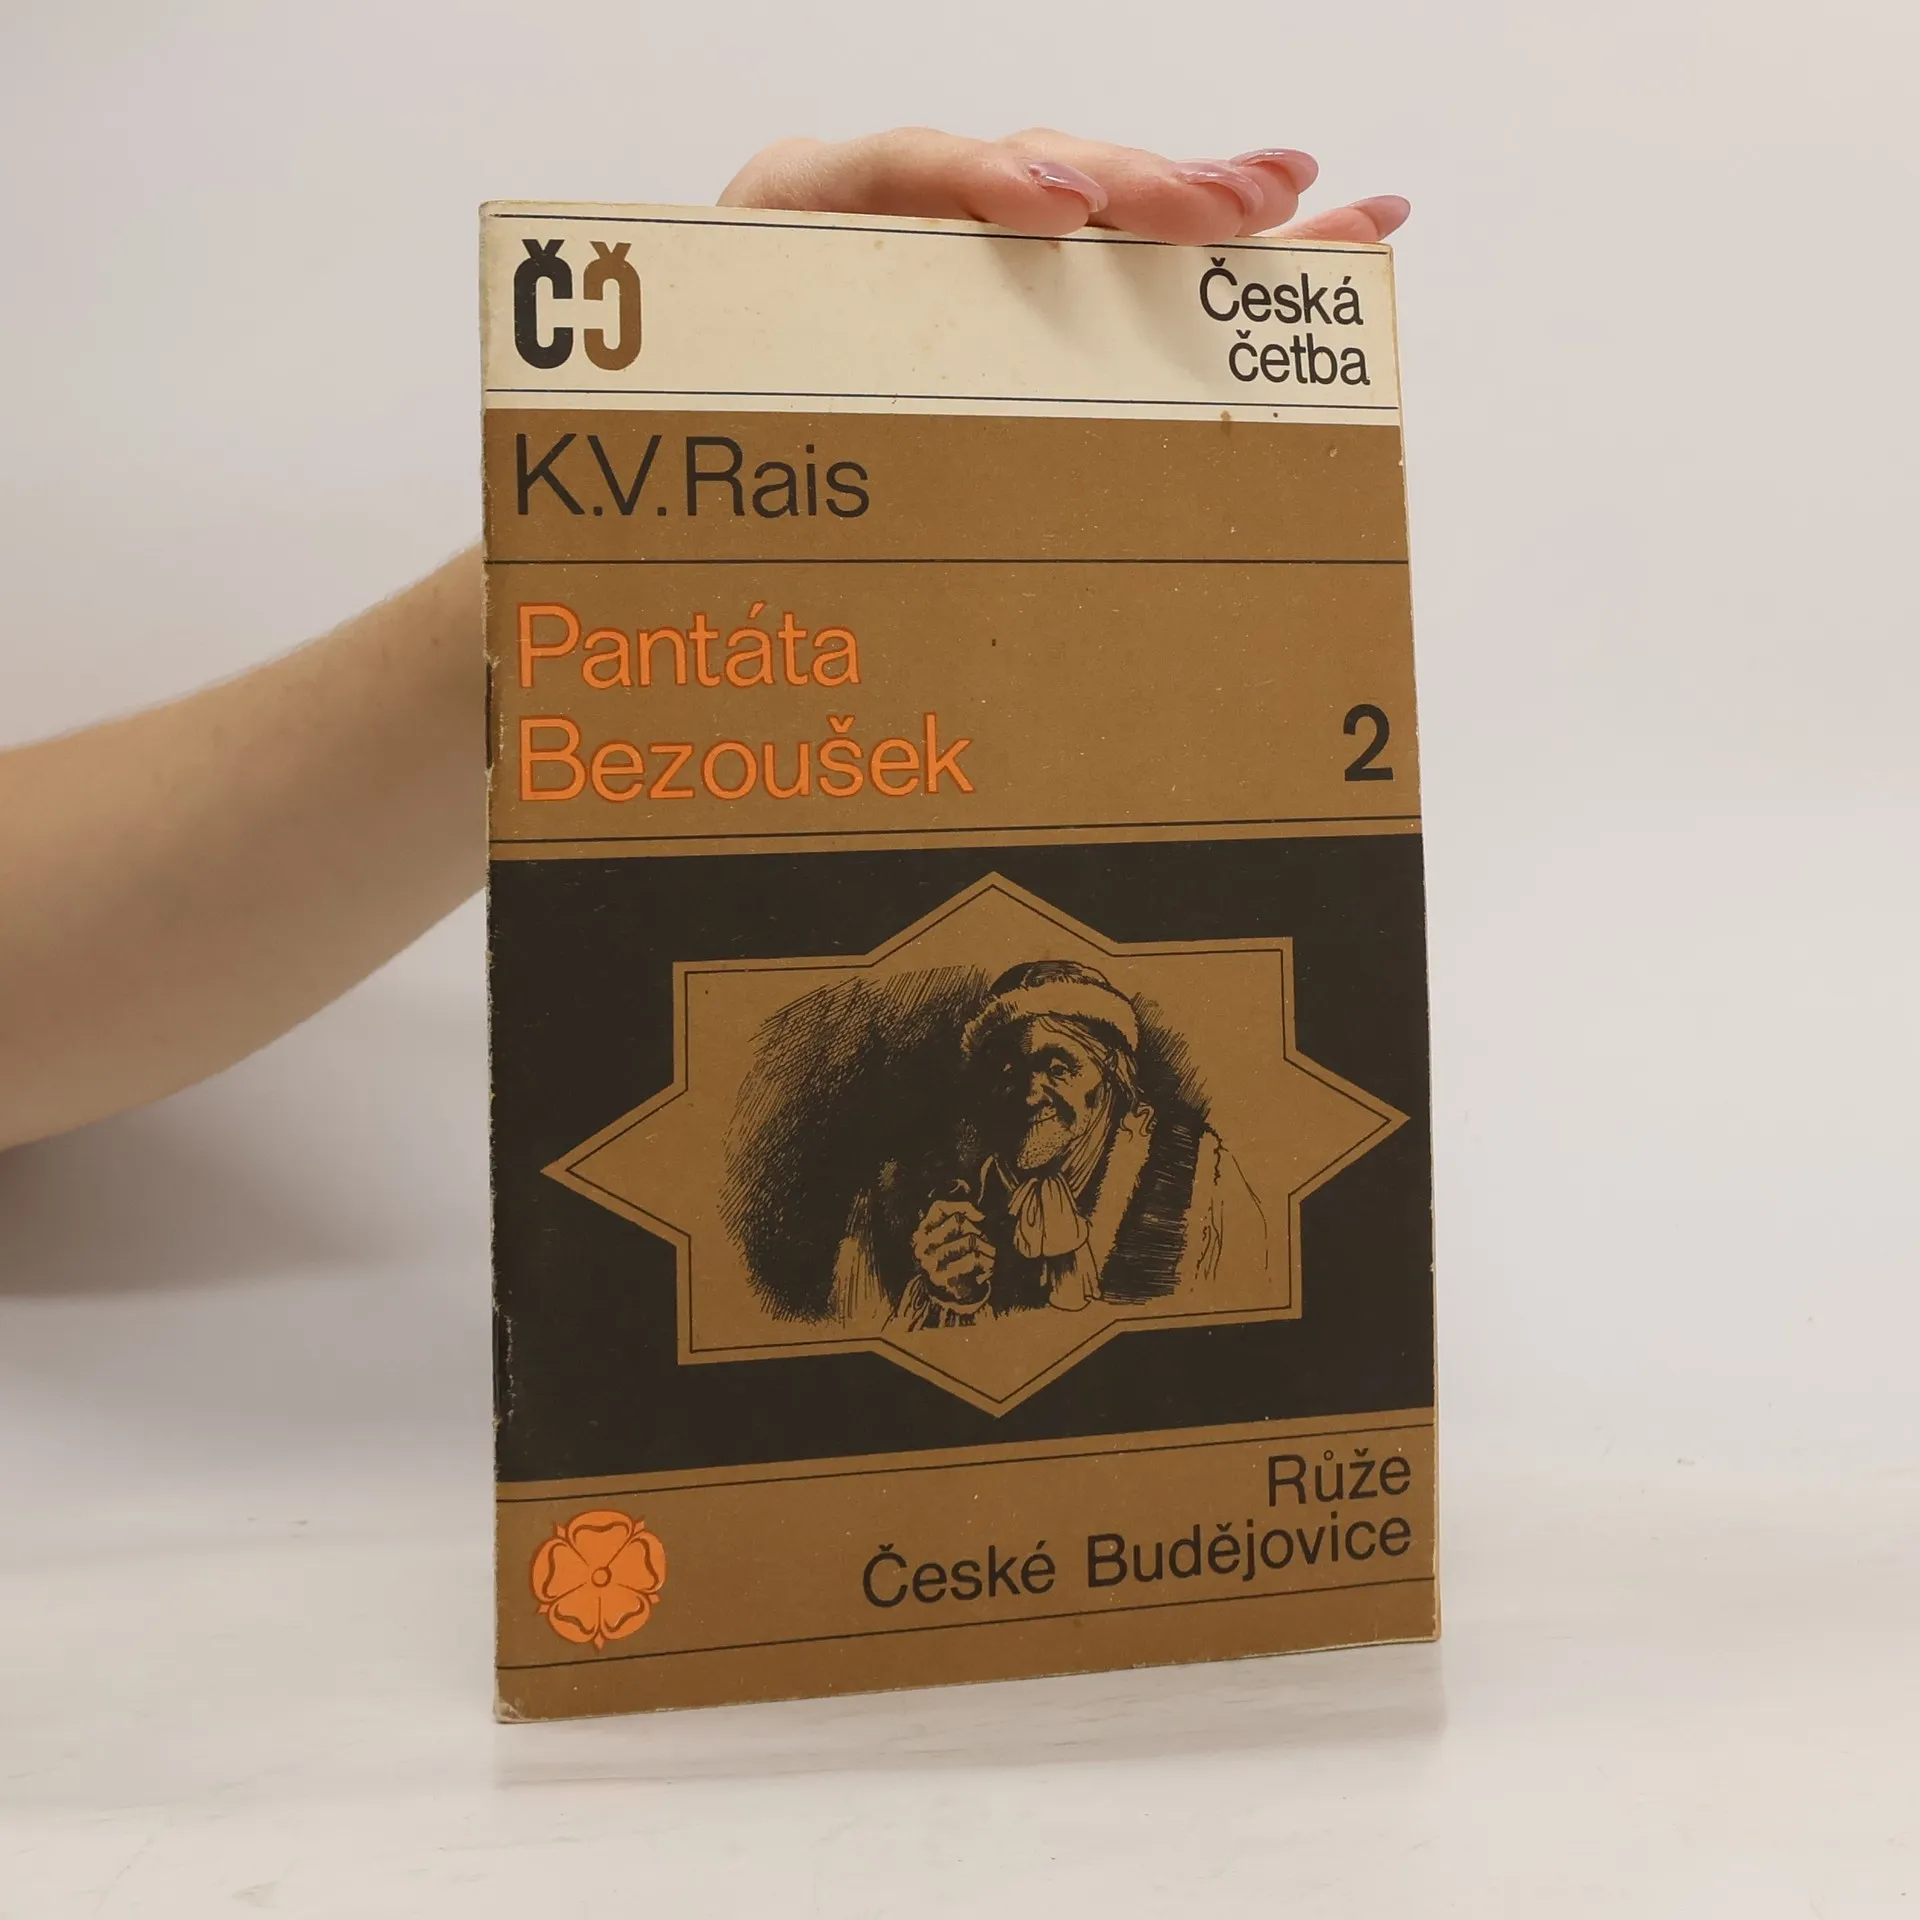 ČČ
Česká
četba
K.V. Rais
Pantáta
Bezoušek
2
Růže
České Budějovice